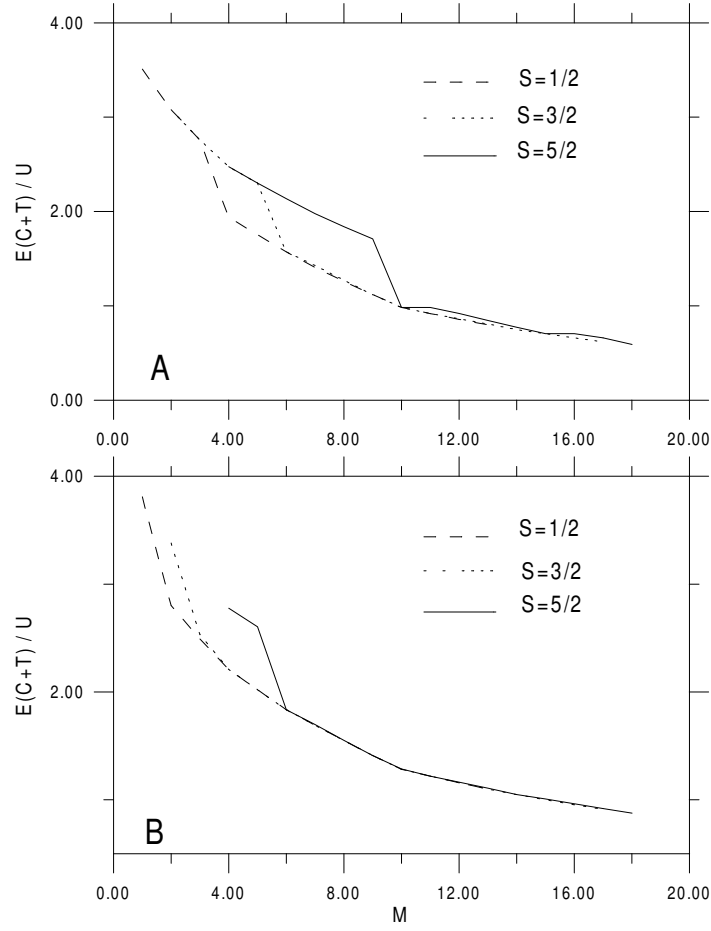 4.00
S=1/2
S=3/2
S=5/2
E(C+T) / U
2.00
A
0.00
0.00 4.00 8.00 12.00 16.00 20.00
4.00
S=1/2
S=3/2
S=5/2
E(C+T) / U
2.00
B
0.00 4.00 8.00 12.00 16.00 20.00
M